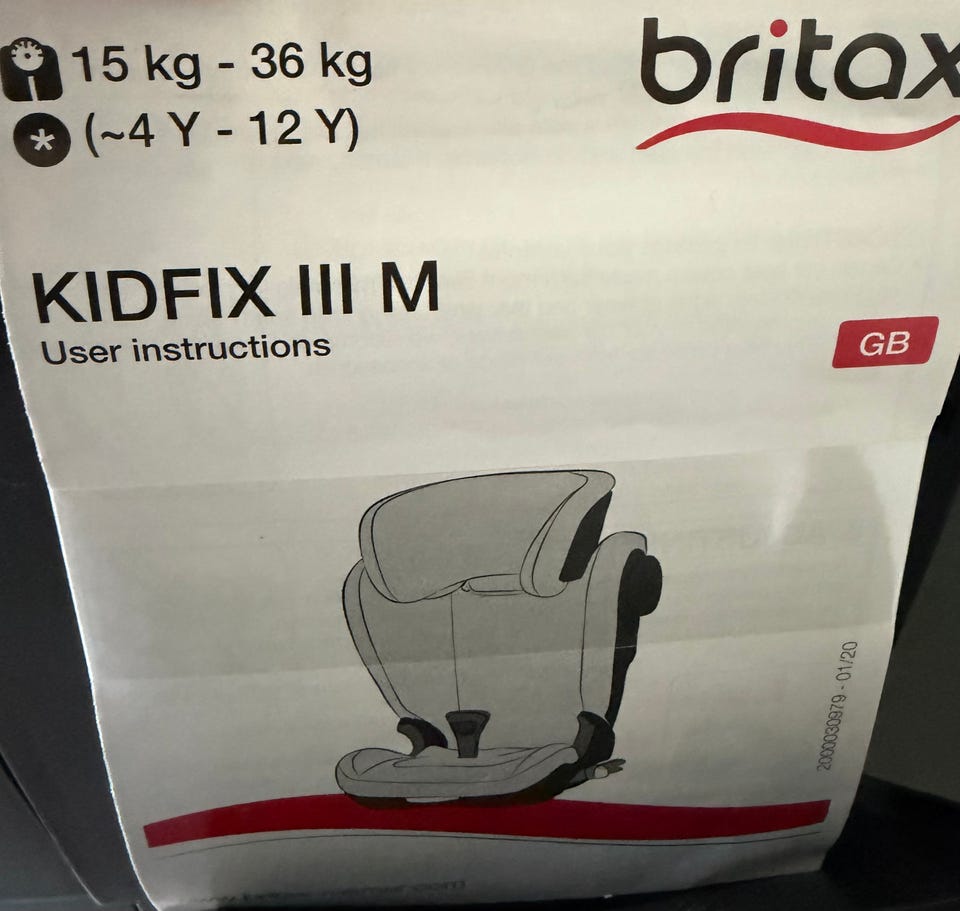 15 kg - 36 kg
(~4 Y - 12 Y)
britax
KIDFIX III M
User instructions
GB
2000030979 - 01/20